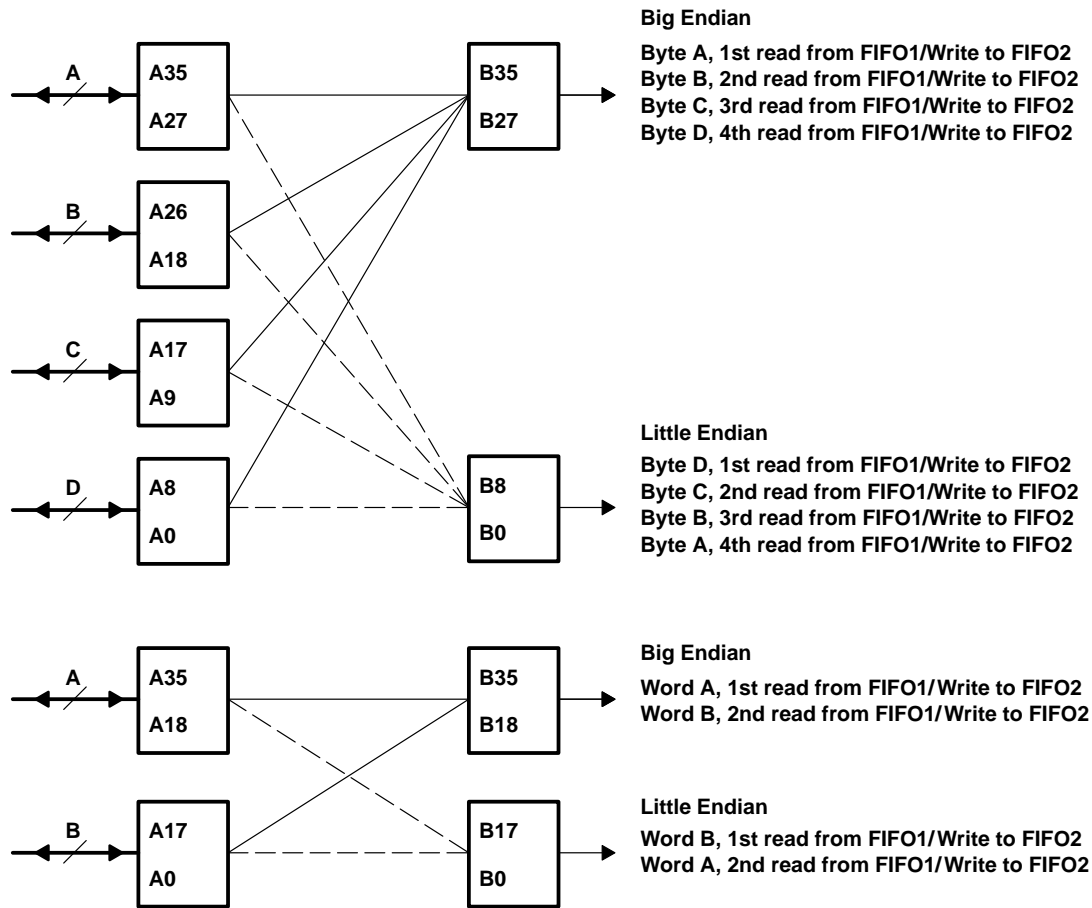 Big Endian
A
A35
A27
B35
B27
Byte A, 1st read from FIFO1/Write to FIFO2
Byte B, 2nd read from FIFO1/Write to FIFO2
Byte C, 3rd read from FIFO1/Write to FIFO2
Byte D, 4th read from FIFO1/Write to FIFO2
B
A26
A18
C
A17
A9
D
A8
A0
B8
B0
Little Endian
Byte D, 1st read from FIFO1/Write to FIFO2
Byte C, 2nd read from FIFO1/Write to FIFO2
Byte B, 3rd read from FIFO1/Write to FIFO2
Byte A, 4th read from FIFO1/Write to FIFO2
A
A35
A18
B35
B18
Big Endian
Word A, 1st read from FIFO1/Write to FIFO2
Word B, 2nd read from FIFO1/Write to FIFO2
B
A17
A0
B17
B0
Little Endian
Word B, 1st read from FIFO1/Write to FIFO2
Word A, 2nd read from FIFO1/Write to FIFO2